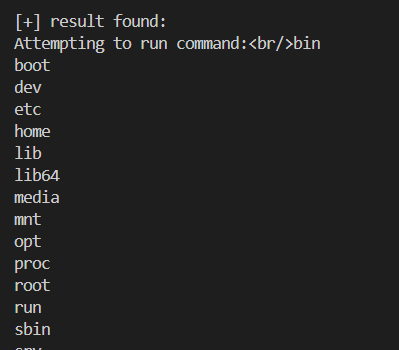 [+] result found:
Attempting to run command:<br/>bin
boot
dev
etc
home
lib
lib64
media
mnt
opt
proc
root
run
sbin